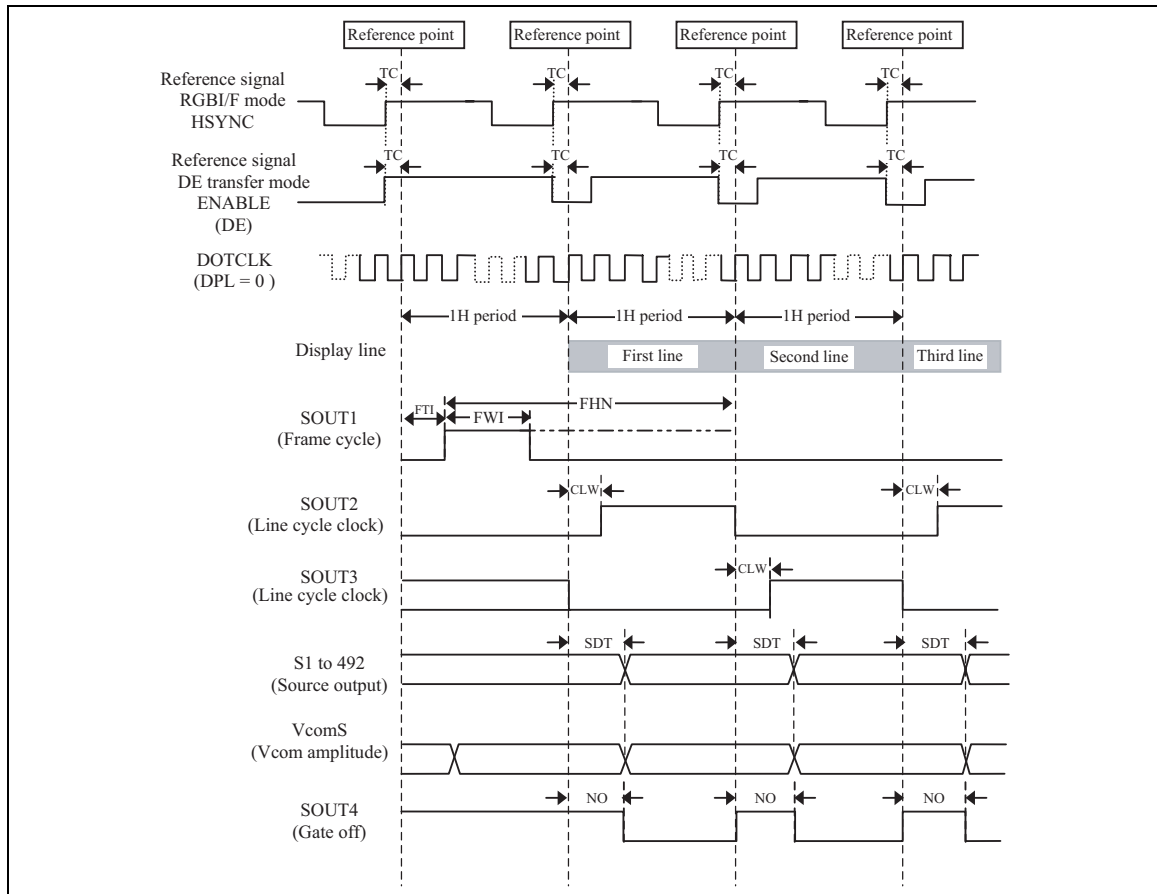 Reference point Reference point Reference point Reference point
TC TC TC TC
Reference signal
RGBI/F mode
HSYNC
TC TC TC TC
Reference signal
DE transfer mode
ENABLE
(DE)
DOTCLK
(DPL = 0 )
1H period 1H period 1H period
Display line First line Second line Third line
FTI FWI FHN
SOUT1
(Frame cycle)
CLW CLW
SOUT2
(Line cycle clock)
CLW
SOUT3
(Line cycle clock)
SDT SDT SDT
S1 to 492
(Source output)
VcomS
(Vcom amplitude)
NO NO NO
SOUT4
(Gate off)